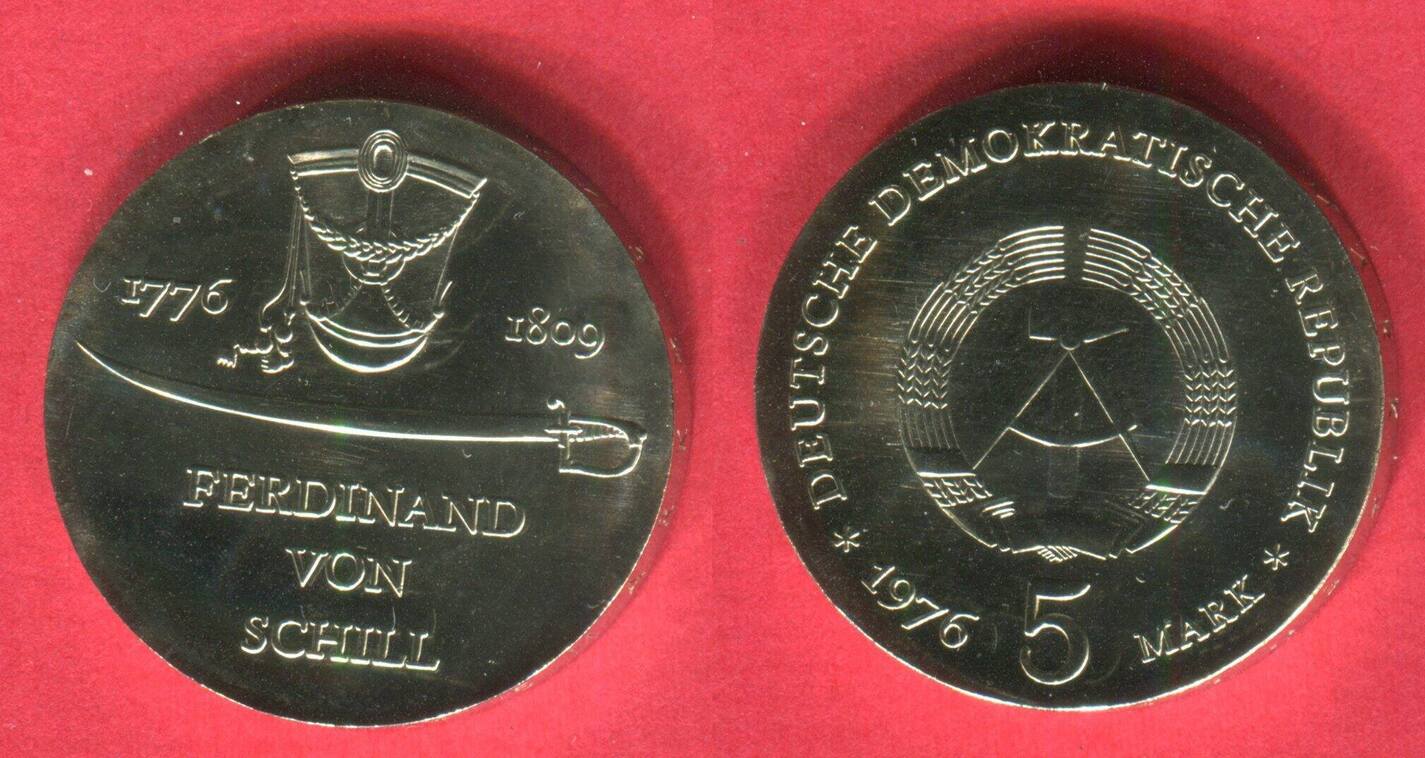 1776
1809
FERDINAND
VON
SCHILL
DEUTSCHE DEMOKRATISCHE REPUBLIK
* 1976 5 MARK *